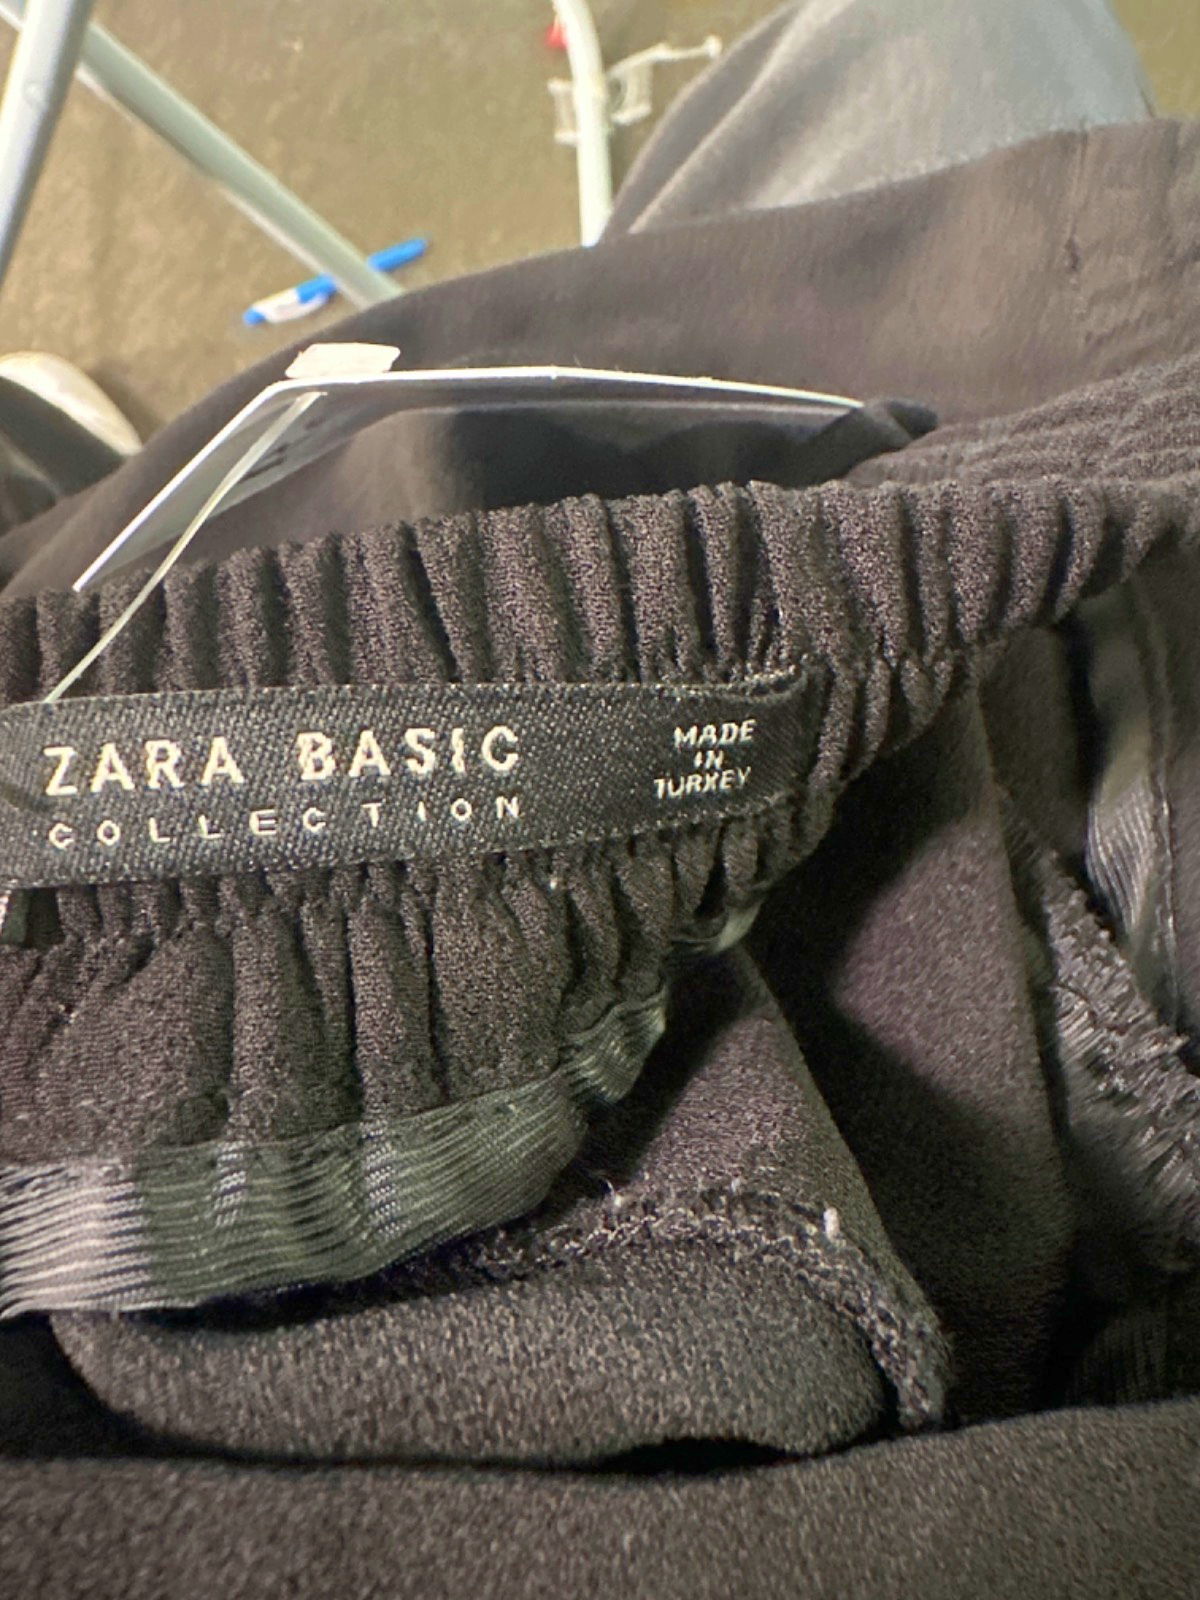 ZARA BASIC
COLLECTION
MADE
IN
TURKEY